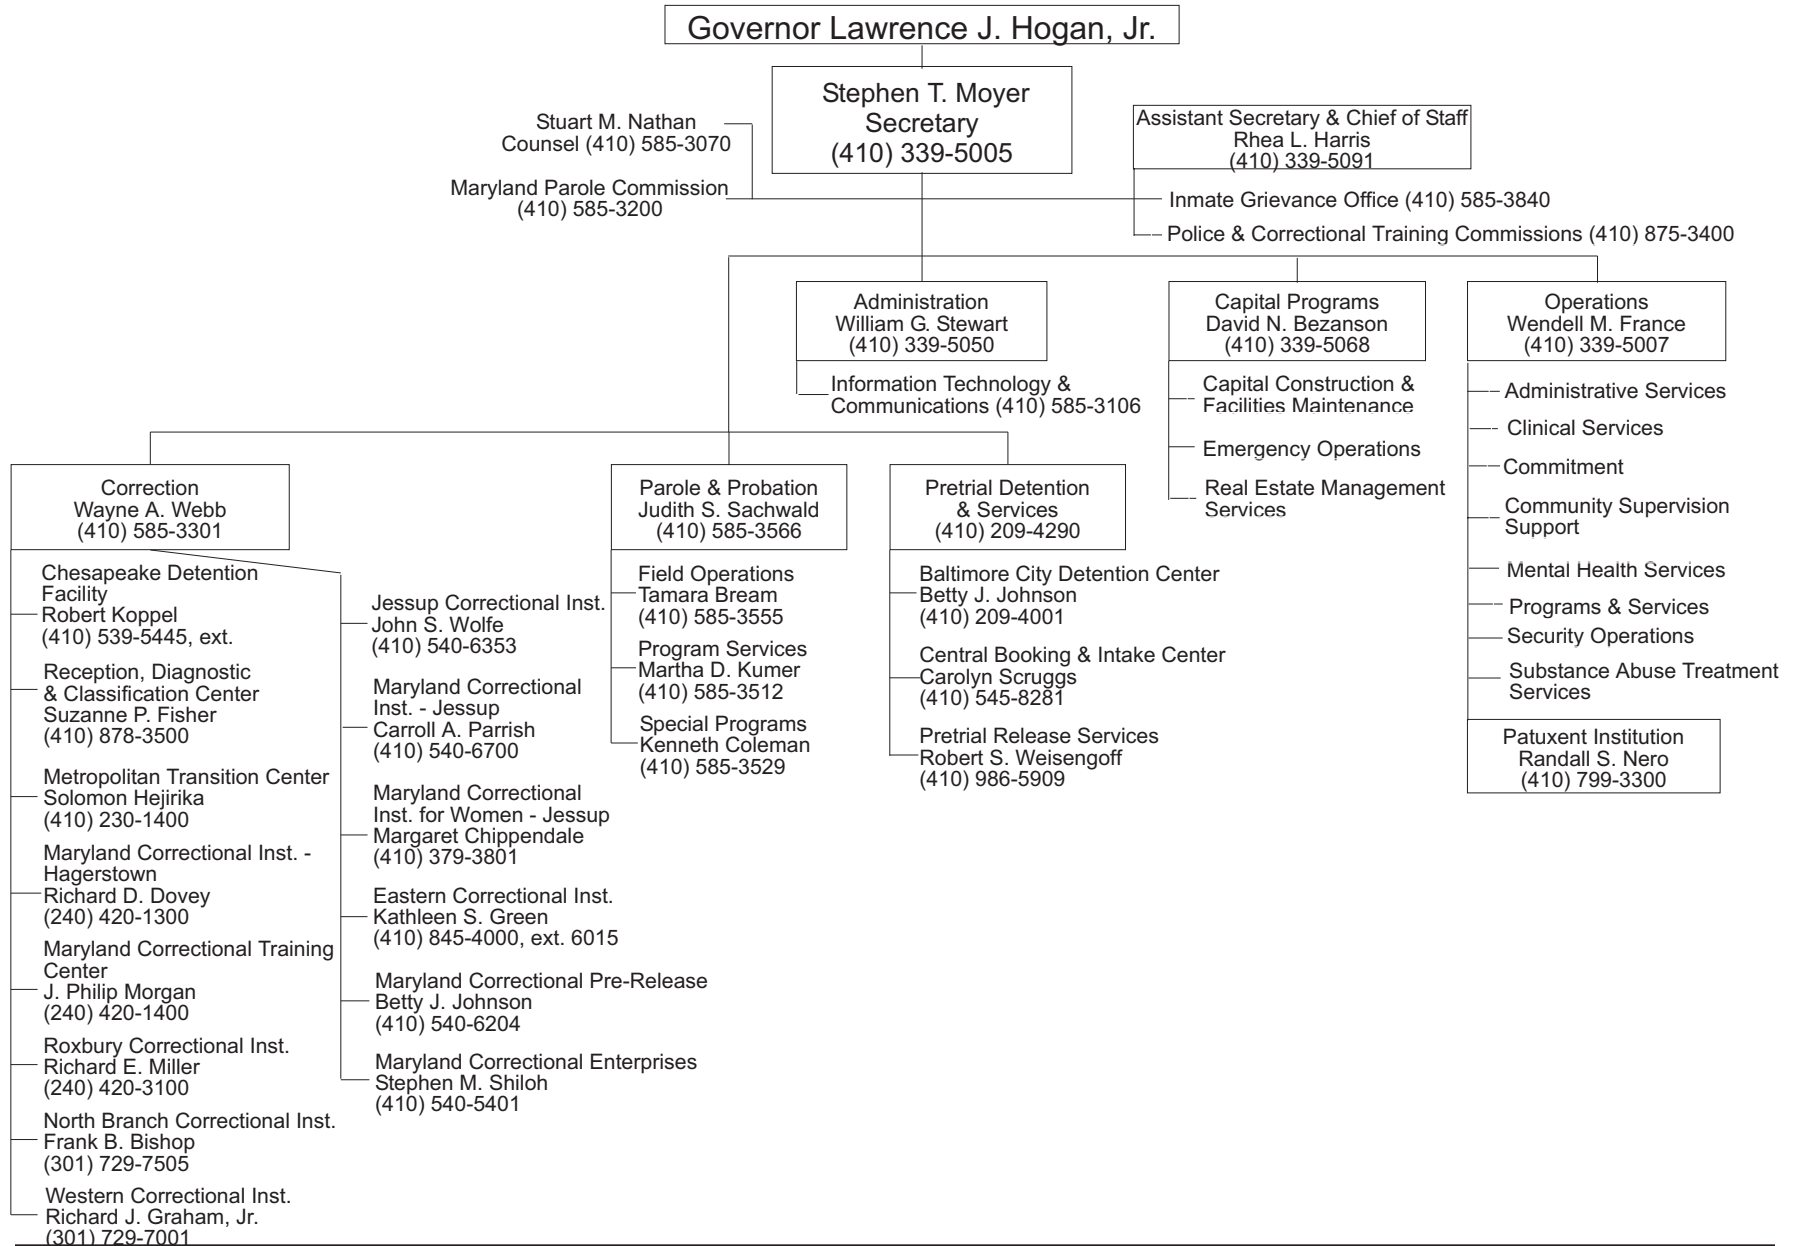 Governor Lawrence J. Hogan, Jr.
Stephen T. Moyer
Secretary
(410) 339-5005
Stuart M. Nathan
Counsel (410) 585-3070
Maryland Parole Commission
(410) 585-3200
Assistant Secretary & Chief of Staff
Rhea L. Harris
(410) 339-5091
Inmate Grievance Office (410) 585-3840
Police & Correctional Training Commissions (410) 875-3400
Administration
William G. Stewart
(410) 339-5050
Information Technology &
Communications (410) 585-3106
Capital Programs
David N. Bezanson
(410) 339-5068
Capital Construction &
Facilities Maintenance
Emergency Operations
Real Estate Management
Services
Operations
Wendell M. France
(410) 339-5007
Administrative Services
Clinical Services
Commitment
Community Supervision
Support
Mental Health Services
Programs & Services
Security Operations
Substance Abuse Treatment
Services
Patuxent Institution
Randall S. Nero
(410) 799-3300
Correction
Wayne A. Webb
(410) 585-3301
Chesapeake Detention
Facility
Robert Koppel
(410) 539-5445, ext.
Reception, Diagnostic
& Classification Center
Suzanne P. Fisher
(410) 878-3500
Metropolitan Transition Center
Solomon Hejirika
(410) 230-1400
Maryland Correctional Inst. -
Hagerstown
Richard D. Dovey
(240) 420-1300
Maryland Correctional Training
Center
J. Philip Morgan
(240) 420-1400
Roxbury Correctional Inst.
Richard E. Miller
(240) 420-3100
North Branch Correctional Inst.
Frank B. Bishop
(301) 729-7505
Western Correctional Inst.
Richard J. Graham, Jr.
(301) 729-7001
Jessup Correctional Inst.
John S. Wolfe
(410) 540-6353
Maryland Correctional
Inst. - Jessup
Carroll A. Parrish
(410) 540-6700
Maryland Correctional
Inst. for Women - Jessup
Margaret Chippendale
(410) 379-3801
Eastern Correctional Inst.
Kathleen S. Green
(410) 845-4000, ext. 6015
Maryland Correctional Pre-Release
Betty J. Johnson
(410) 540-6204
Maryland Correctional Enterprises
Stephen M. Shiloh
(410) 540-5401
Parole & Probation
Judith S. Sachwald
(410) 585-3566
Field Operations
Tamara Bream
(410) 585-3555
Program Services
Martha D. Kumer
(410) 585-3512
Special Programs
Kenneth Coleman
(410) 585-3529
Pretrial Detention
& Services
(410) 209-4290
Baltimore City Detention Center
Betty J. Johnson
(410) 209-4001
Central Booking & Intake Center
Carolyn Scruggs
(410) 545-8281
Pretrial Release Services
Robert S. Weisengoff
(410) 986-5909